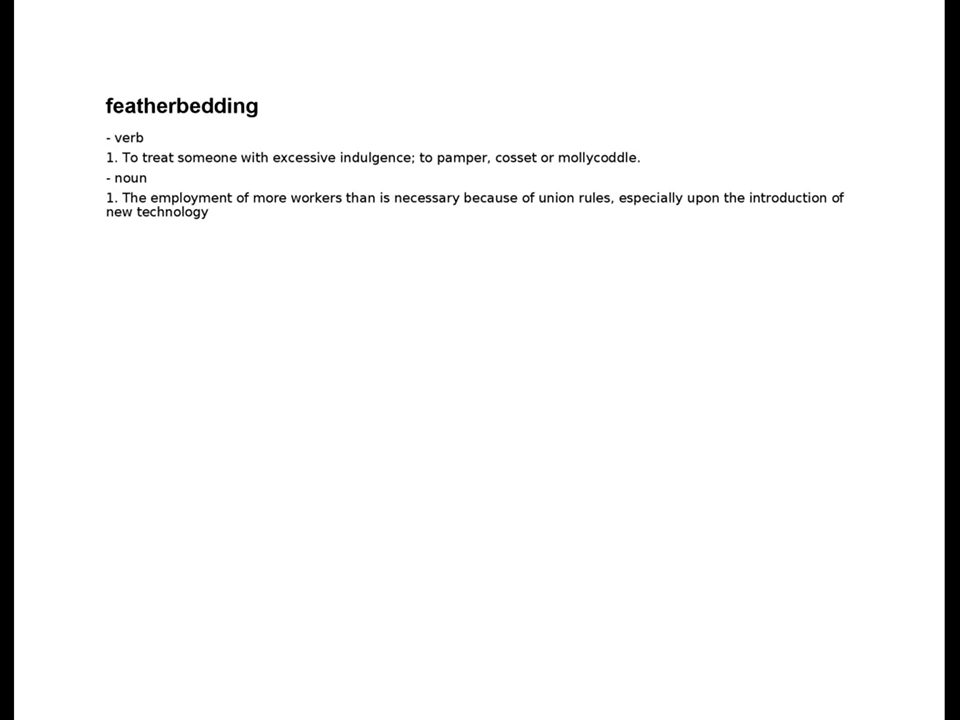 featherbedding
- verb
1. To treat someone with excessive indulgence; to pamper, cosset or mollycoddle.
- noun
1. The employment of more workers than is necessary because of union rules, especially upon the introduction of
new technology